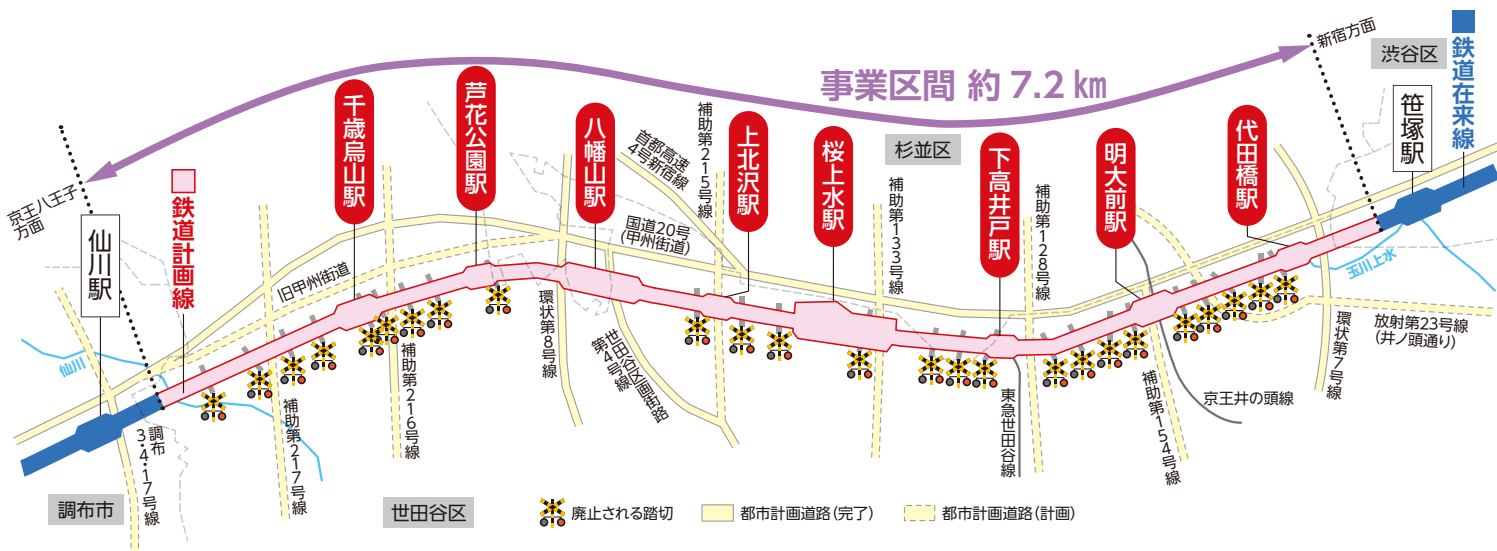 新宿方面
鉄道在来線
渋谷区
事業区間 約 7.2 km
笹塚駅
代田橋駅
明大前駅
下高井戸駅
杉並区
桜上水駅
上北沢駅
八幡山駅
芦花公園駅
千歳烏山駅
補助第215号線
首都高速
4号新宿線
国道20号
(甲州街道)
補助第133号線
補助第128号線
京王八王子
方面
仙川駅
鉄道計画線
旧甲州街道
玉川上水
仙川
環状第8号線
世田谷区画街路
第4号線
補助第216号線
補助第217号線
調布
3・4・17号線
東急世田谷線
補助第154号線
京王井の頭線
環状第7号線
放射第23号線
(井ノ頭通り)
調布市
世田谷区
廃止される踏切
都市計画道路(完了)
都市計画道路(計画)